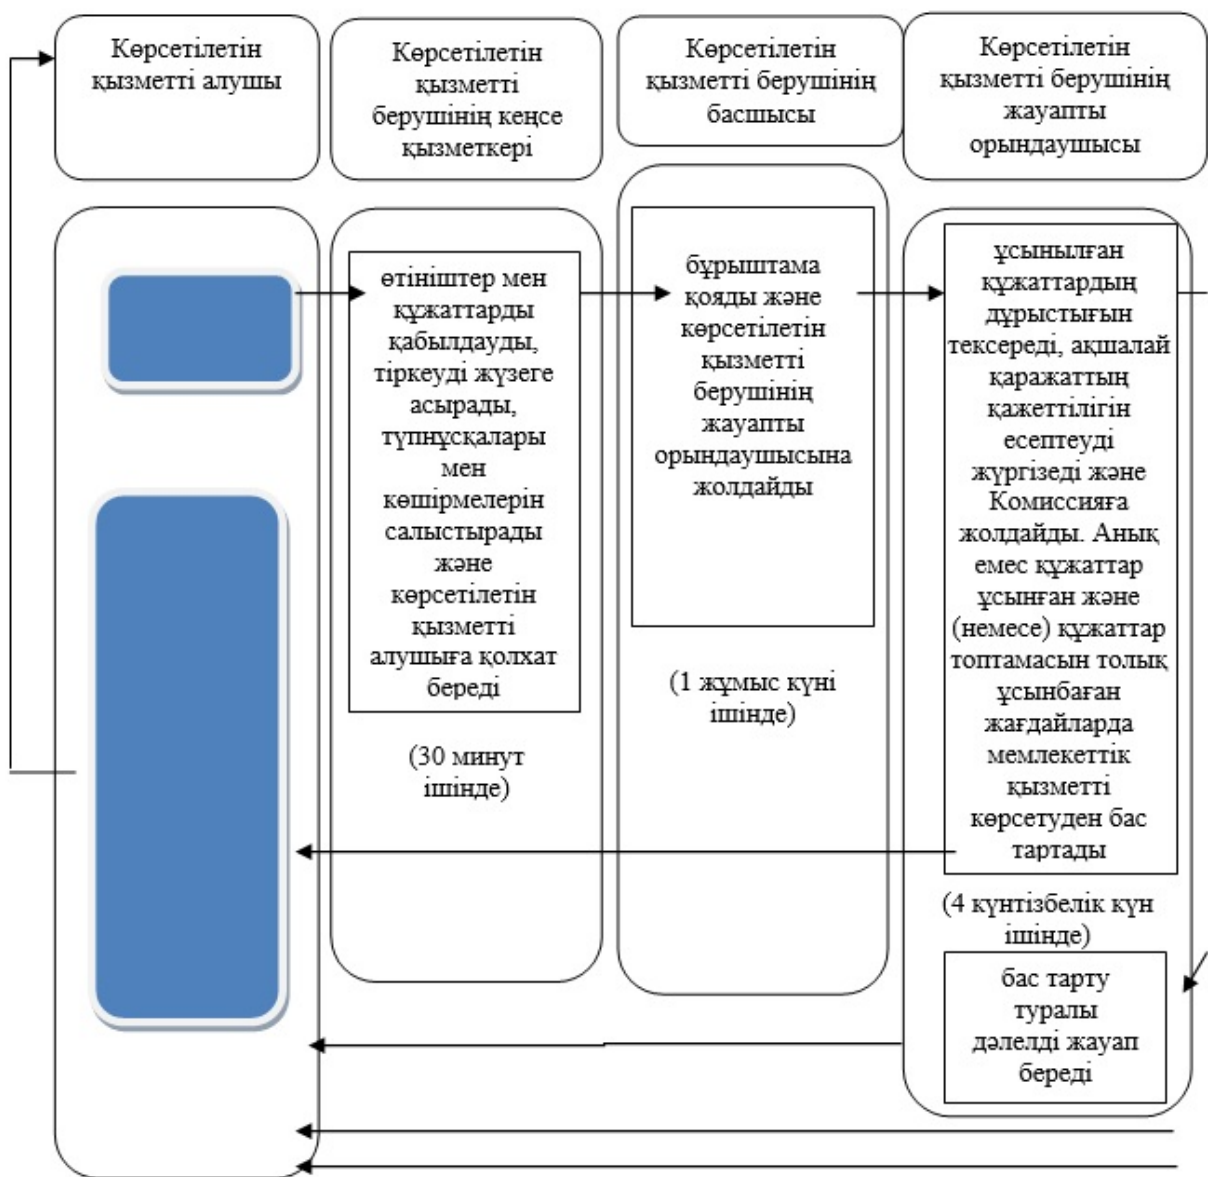 Көрсетілетін
қызметті алушы
Көрсетілетін
қызметті
берушінің кеңсе
қызметкері
Көрсетілетін
қызметті берушінің
басшысы
Көрсетілетін
қызметті берушінің
жауапты
орындаушысы
өтініштер мен
құжаттарды
қабылдауды,
тіркеуді жүзеге
асырады,
түпнұсқалары
мен
көшірмелерін
салыстырады
және
көрсетілетін
қызметті
алушыға қолхат
береді
(30 минут
ішінде)
бұрыштама
қояды және
көрсетілетін
қызметті
берушінің
жауапты
орындаушысына
жолдайды
(1 жұмыс күні
ішінде)
ұсынылған
құжаттардың
дұрыстығын
тексереді, ақшалай
қаражаттың
қажеттілігін
есептеуді
жүргізеді және
Комиссияға
жолдайды. Анық
емес құжаттар
ұсынған және
(немесе) құжаттар
топтамасын толық
ұсынбаған
жағдайларда
мемлекеттік
қызметті
көрсетуден бас
тартады
(4 күнтізбелік күн
ішінде)
бас тарту
туралы
дәлелді жауап
береді